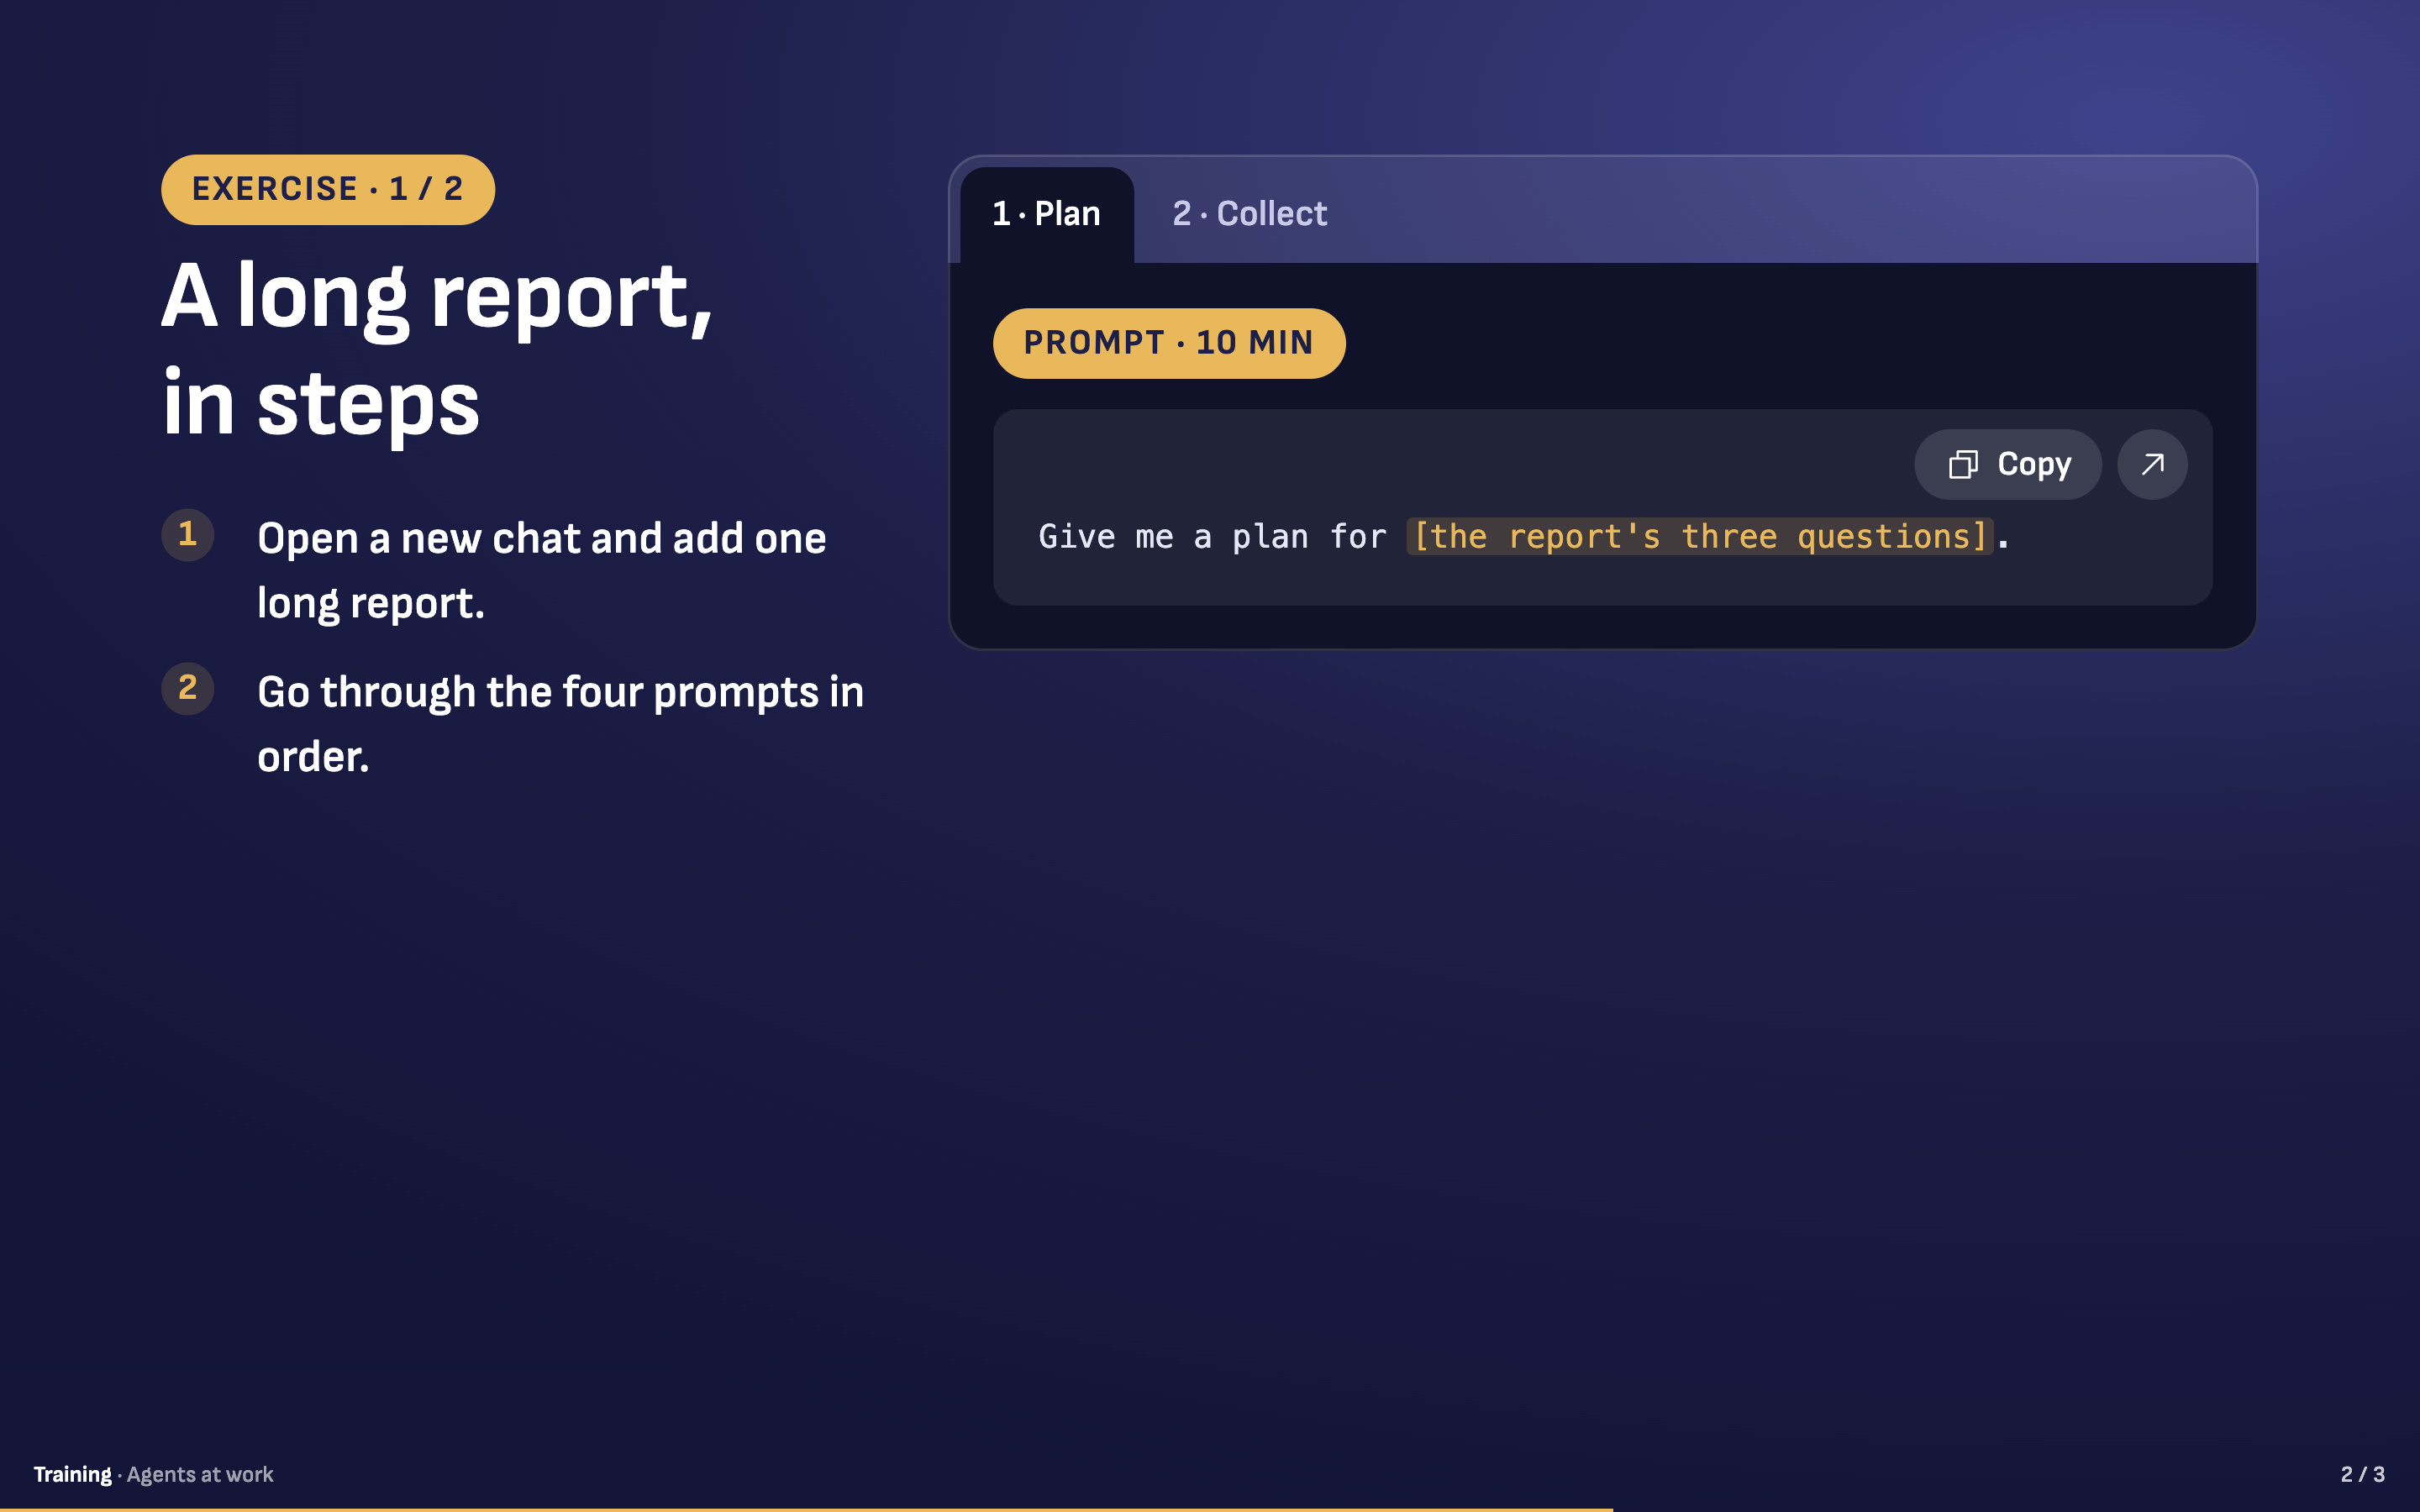 EXERCISE · 1 / 2
A long report,
in steps
1 Open a new chat and add one
long report.
2 Go through the four prompts in
order.
1 · Plan
2 · Collect
PROMPT · 10 MIN
Copy
Give me a plan for [the report's three questions].
Training · Agents at work
2 / 3